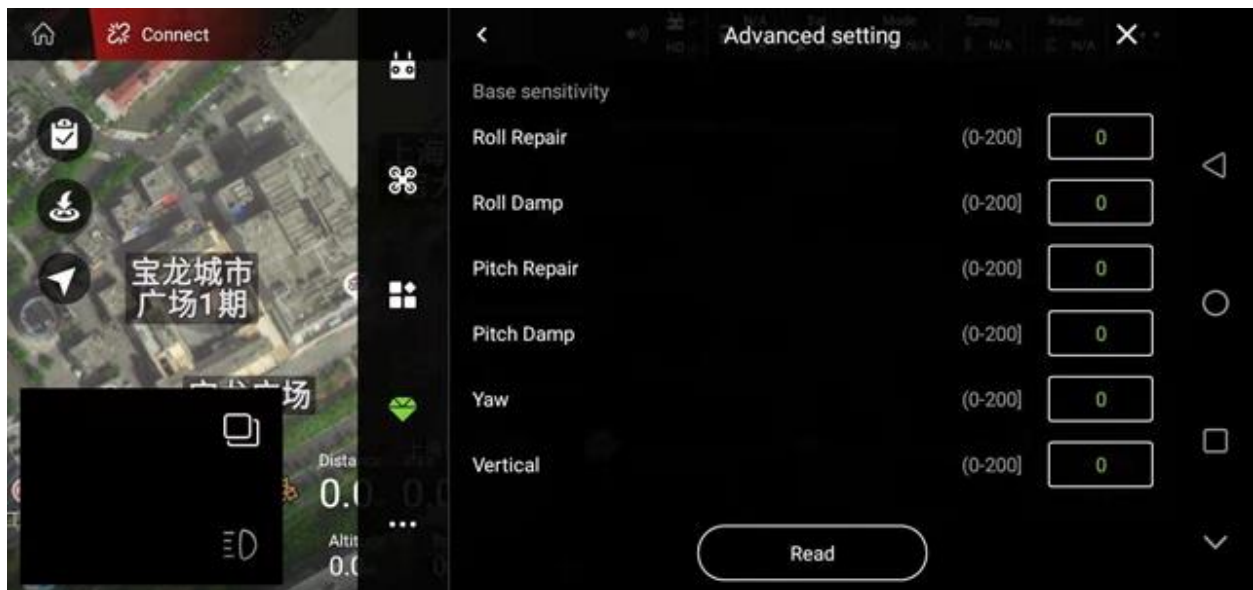 Connect
Advanced setting
Base sensitivity
Roll Repair (0-200] 0
Roll Damp (0-200] 0
Pitch Repair (0-200] 0
Pitch Damp (0-200] 0
Yaw (0-200] 0
Vertical (0-200] 0
Read
宝龙城市
广场1期
场
Dista
0.0
Altit
0.0